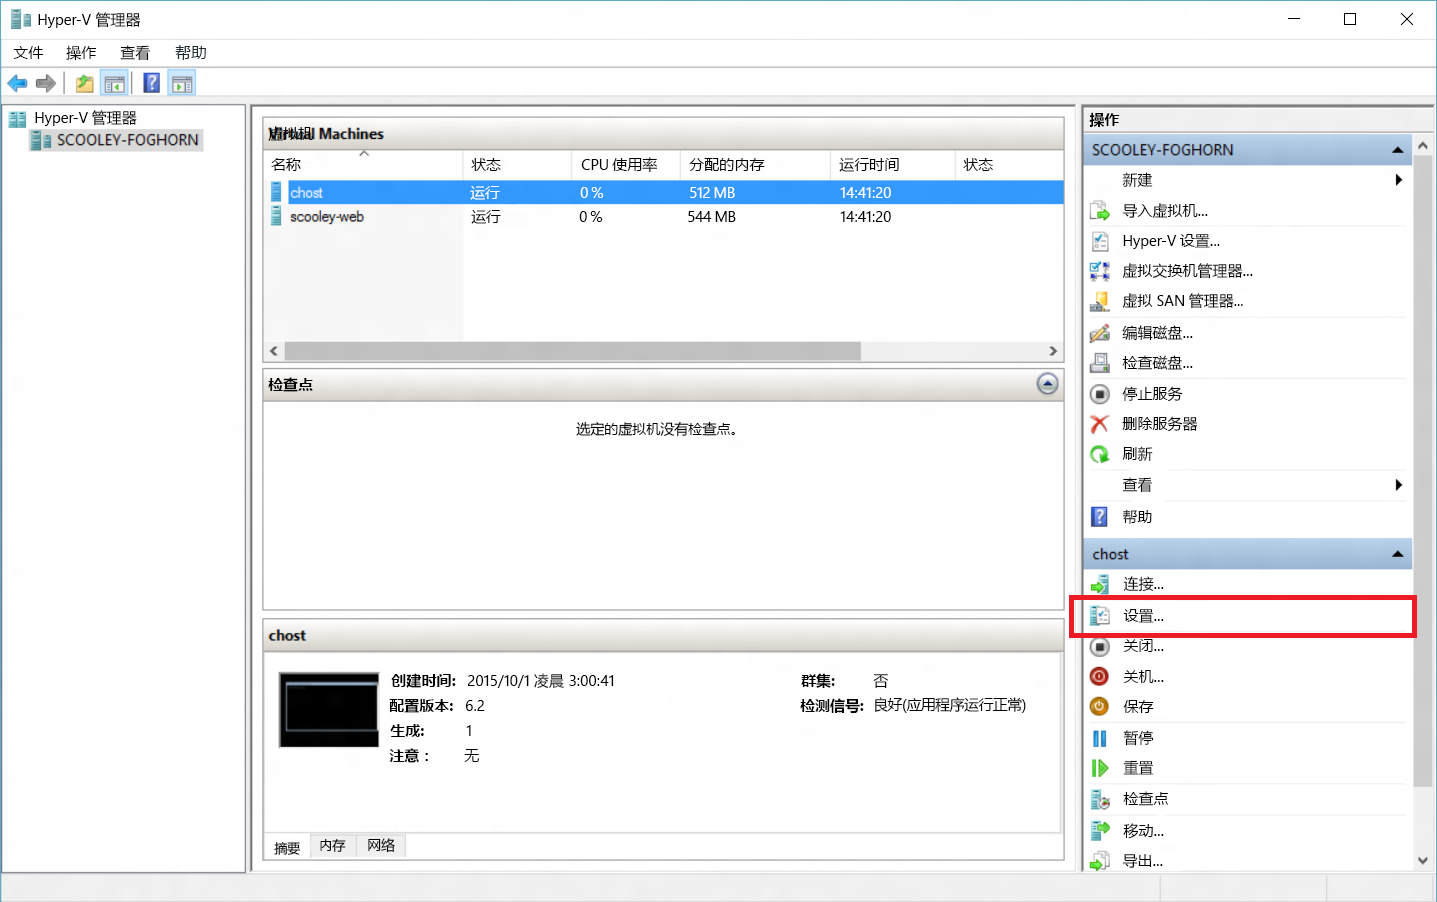 Hyper-V 管理器
文件 操作 查看 帮助
Hyper-V 管理器
SCOOLEY-FOGHORN
虚拟机 Machines
名称 状态 CPU 使用率 分配的内存 运行时间 状态
chost 运行 0 % 512 MB 14:41:20
scooley-web 运行 0 % 544 MB 14:41:20
检查点
选定的虚拟机没有检查点。
chost
创建时间: 2015/10/1 凌晨 3:00:41 群集: 否
配置版本: 6.2 检测信号: 良好(应用程序运行正常)
生成: 1
注意 : 无
摘要 内存 网络
操作
SCOOLEY-FOGHORN
新建
导入虚拟机...
Hyper-V 设置...
虚拟交换机管理器...
虚拟 SAN 管理器...
编辑磁盘...
检查磁盘...
停止服务
删除服务器
刷新
查看
帮助
chost
连接...
设置...
关闭...
关机...
保存
暂停
重置
检查点
移动...
导出...